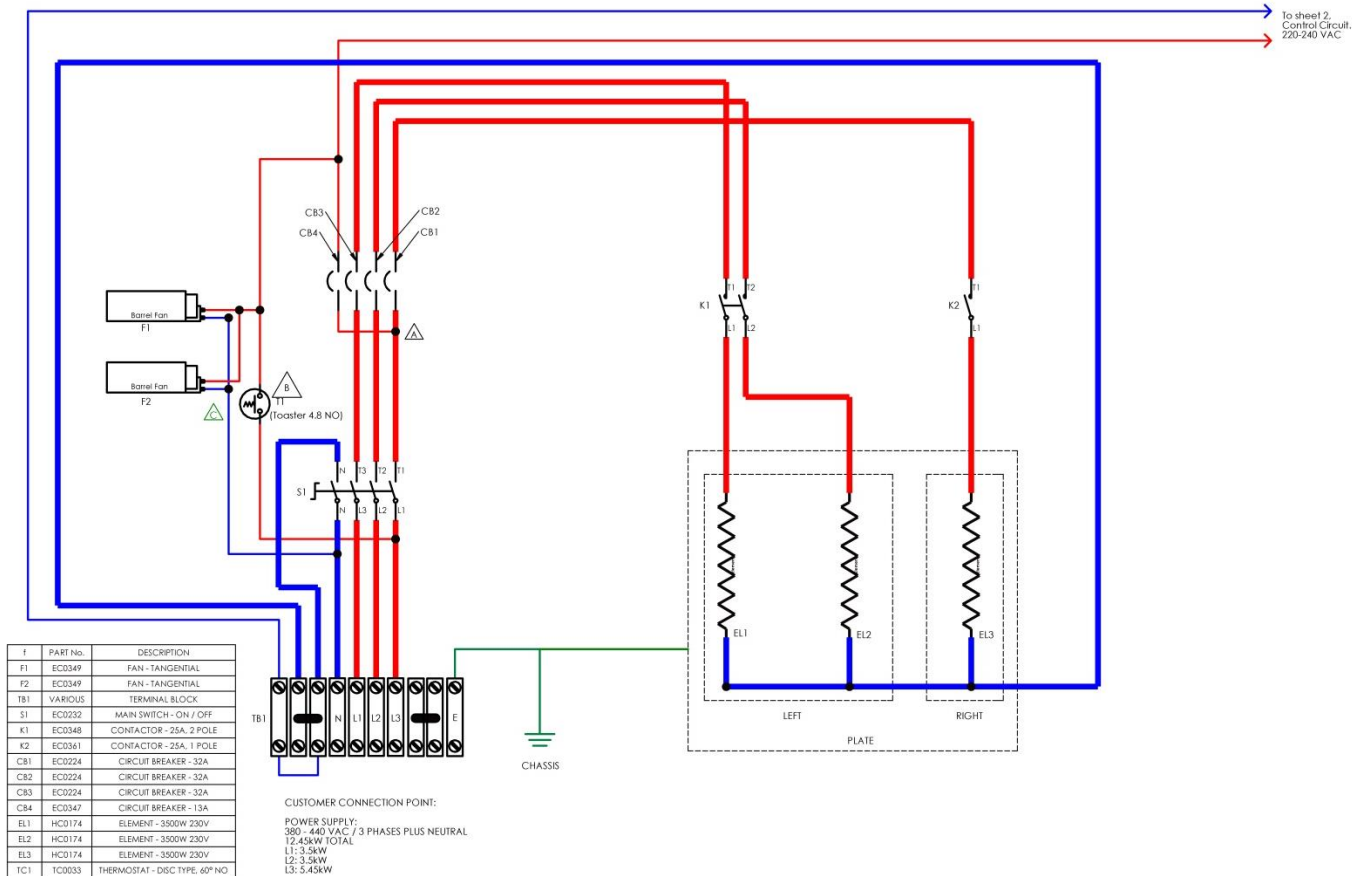 To sheet 2,
Control Circuit.
220-240 VAC
CB3
CB2
CB4
CB1
Barrel Fan
F1
A
K1
T1
T2
L1
L2
K2
T1
L1
Barrel Fan
F2
B
T1
(Toaster 4.8 NO)
C
N
T3
T2
T1
S1
N
L3
L2
L1
EL1
EL2
EL3
LEFT
RIGHT
PLATE
f PART No. DESCRIPTION
F1 EC0349 FAN - TANGENTIAL
F2 EC0349 FAN - TANGENTIAL
TB1 VARIOUS TERMINAL BLOCK
S1 EC0232 MAIN SWITCH - ON / OFF
K1 EC0348 CONTACTOR - 25A, 2 POLE
K2 EC0361 CONTACTOR - 25A, 1 POLE
CB1 EC0224 CIRCUIT BREAKER - 32A
CB2 EC0224 CIRCUIT BREAKER - 32A
CB3 EC0224 CIRCUIT BREAKER - 32A
CB4 EC0347 CIRCUIT BREAKER - 13A
EL1 HC0174 ELEMENT - 3500W 230V
EL2 HC0174 ELEMENT - 3500W 230V
EL3 HC0174 ELEMENT - 3500W 230V
TC1 TC0033 THERMOSTAT - DISC TYPE, 60° NO
TB1
N
L1
L2
L3
E
CHASSIS
CUSTOMER CONNECTION POINT:
POWER SUPPLY:
380 - 440 VAC / 3 PHASES PLUS NEUTRAL
12.45kW TOTAL
L1: 3.5kW
L2: 3.5kW
L3: 5.45kW